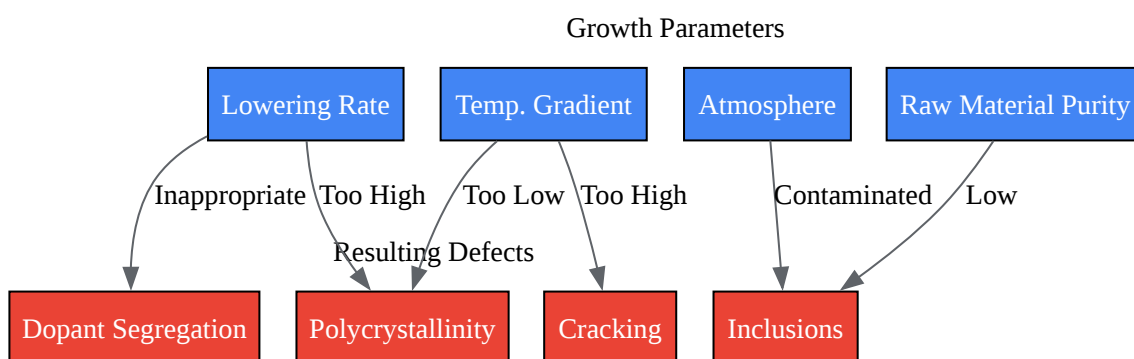 Growth Parameters
Lowering Rate
Temp. Gradient
Atmosphere
Raw Material Purity
Inappropriate
Too High
Too Low
Too High
Contaminated
Low
Resulting Defects
Dopant Segregation
Polycrystallinity
Cracking
Inclusions